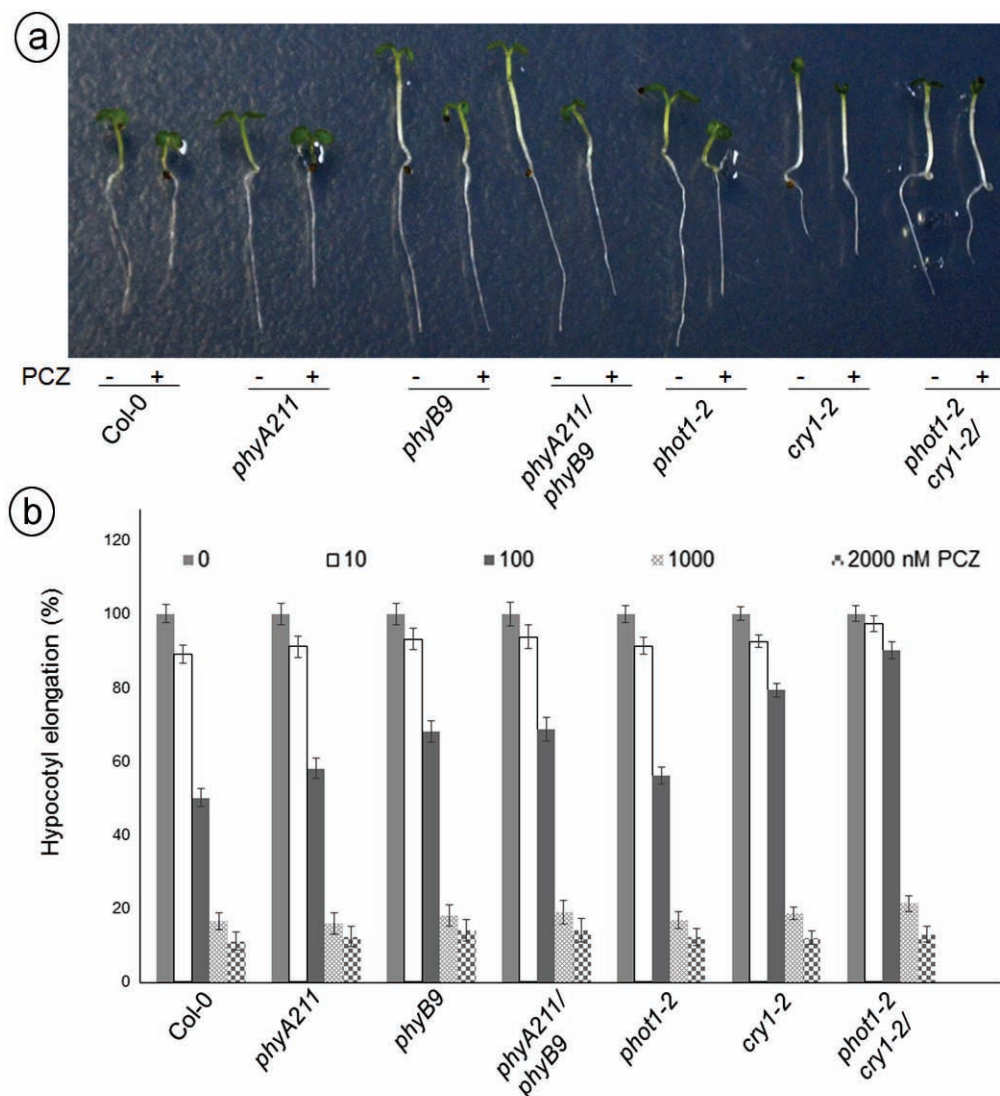 a
PCZ - + - + - + - + - + - + - +
Col-0
phyA211
phyB9
phyA211/
phyB9
phot1-2
cry1-2
phot1-2
cry1-2/
b
120
100
80
60
40
20
0
Hypocotyl elongation (%)
0 10 100 1000 2000 nM PCZ
Col-0
phyA211
phyB9
phyA211/
phyB9
phot1-2
cry1-2
phot1-2
cry1-2/